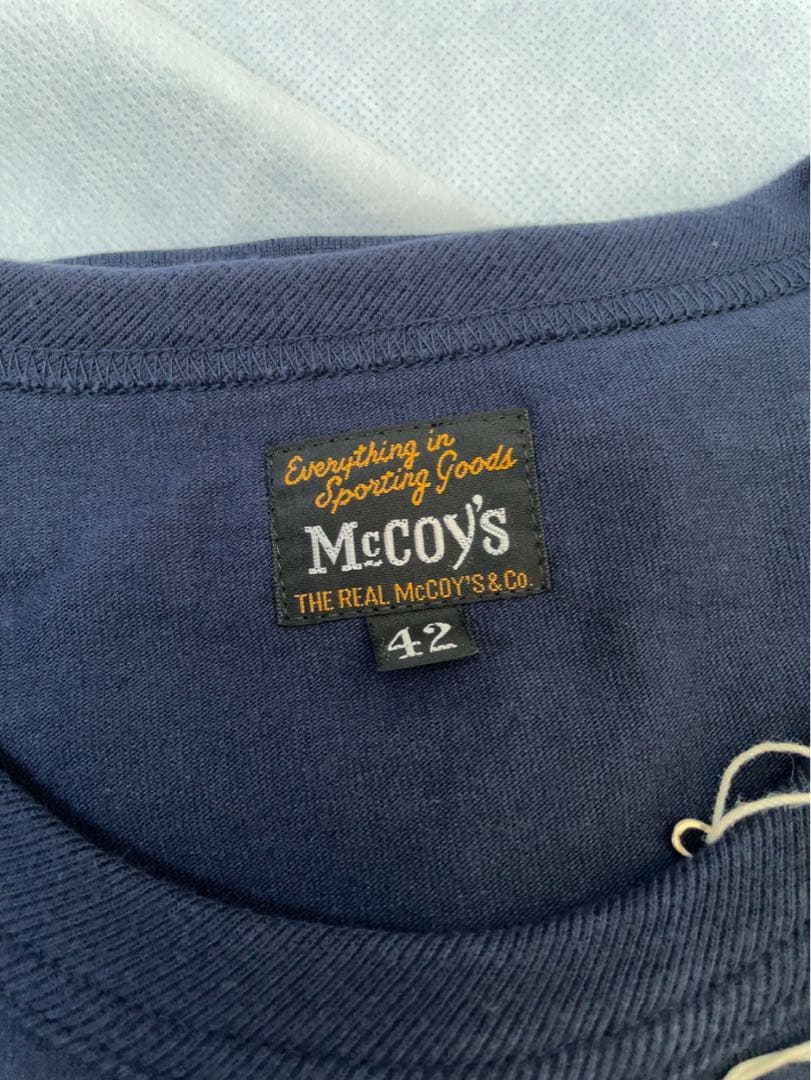 Everything in
Sporting Goods
McCOY'S
THE REAL McCOY'S & Co.
42